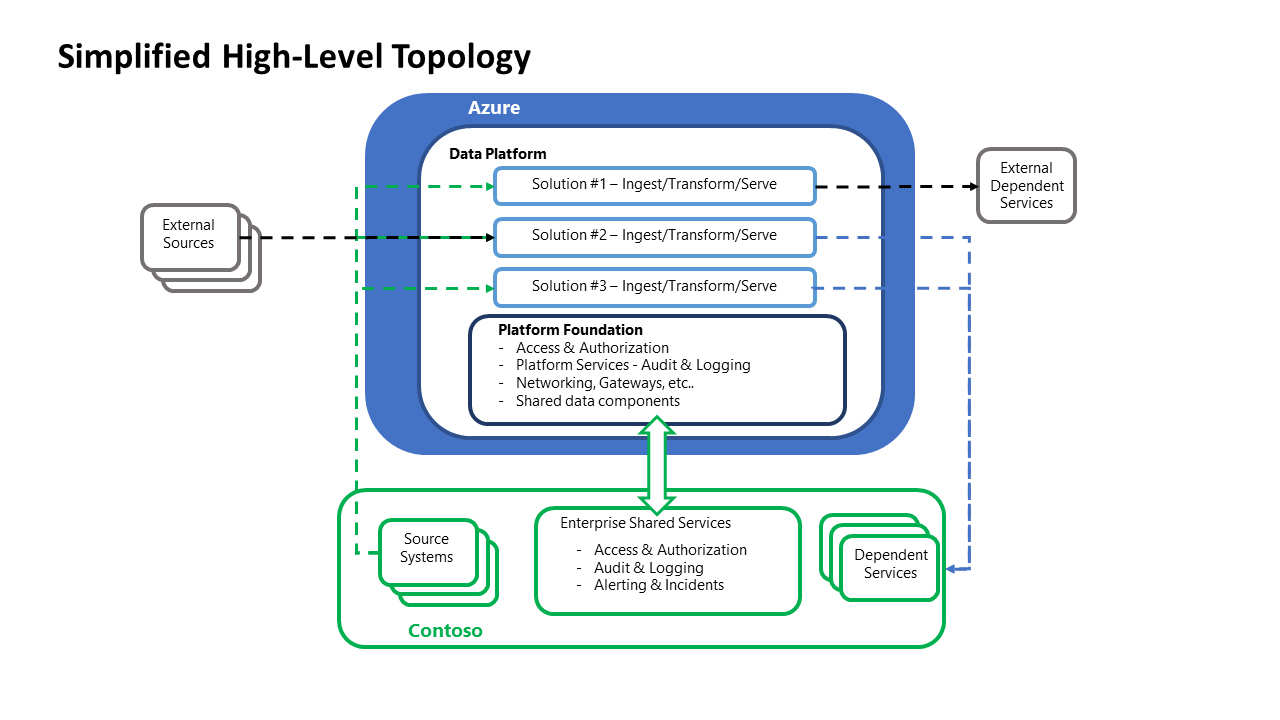 Simplified High-Level Topology
Azure
Data Platform
Solution #1 – Ingest/Transform/Serve
External
Dependent
Services
External
Sources
Solution #2 – Ingest/Transform/Serve
Solution #3 – Ingest/Transform/Serve
Platform Foundation
- Access & Authorization
- Platform Services - Audit & Logging
- Networking, Gateways, etc..
- Shared data components
Source
Systems
Enterprise Shared Services
- Access & Authorization
- Audit & Logging
- Alerting & Incidents
Dependent
Services
Contoso